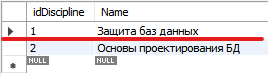 idDiscipline Name
1 Защита баз данных
2 Основы проектирования БД
NULL NULL